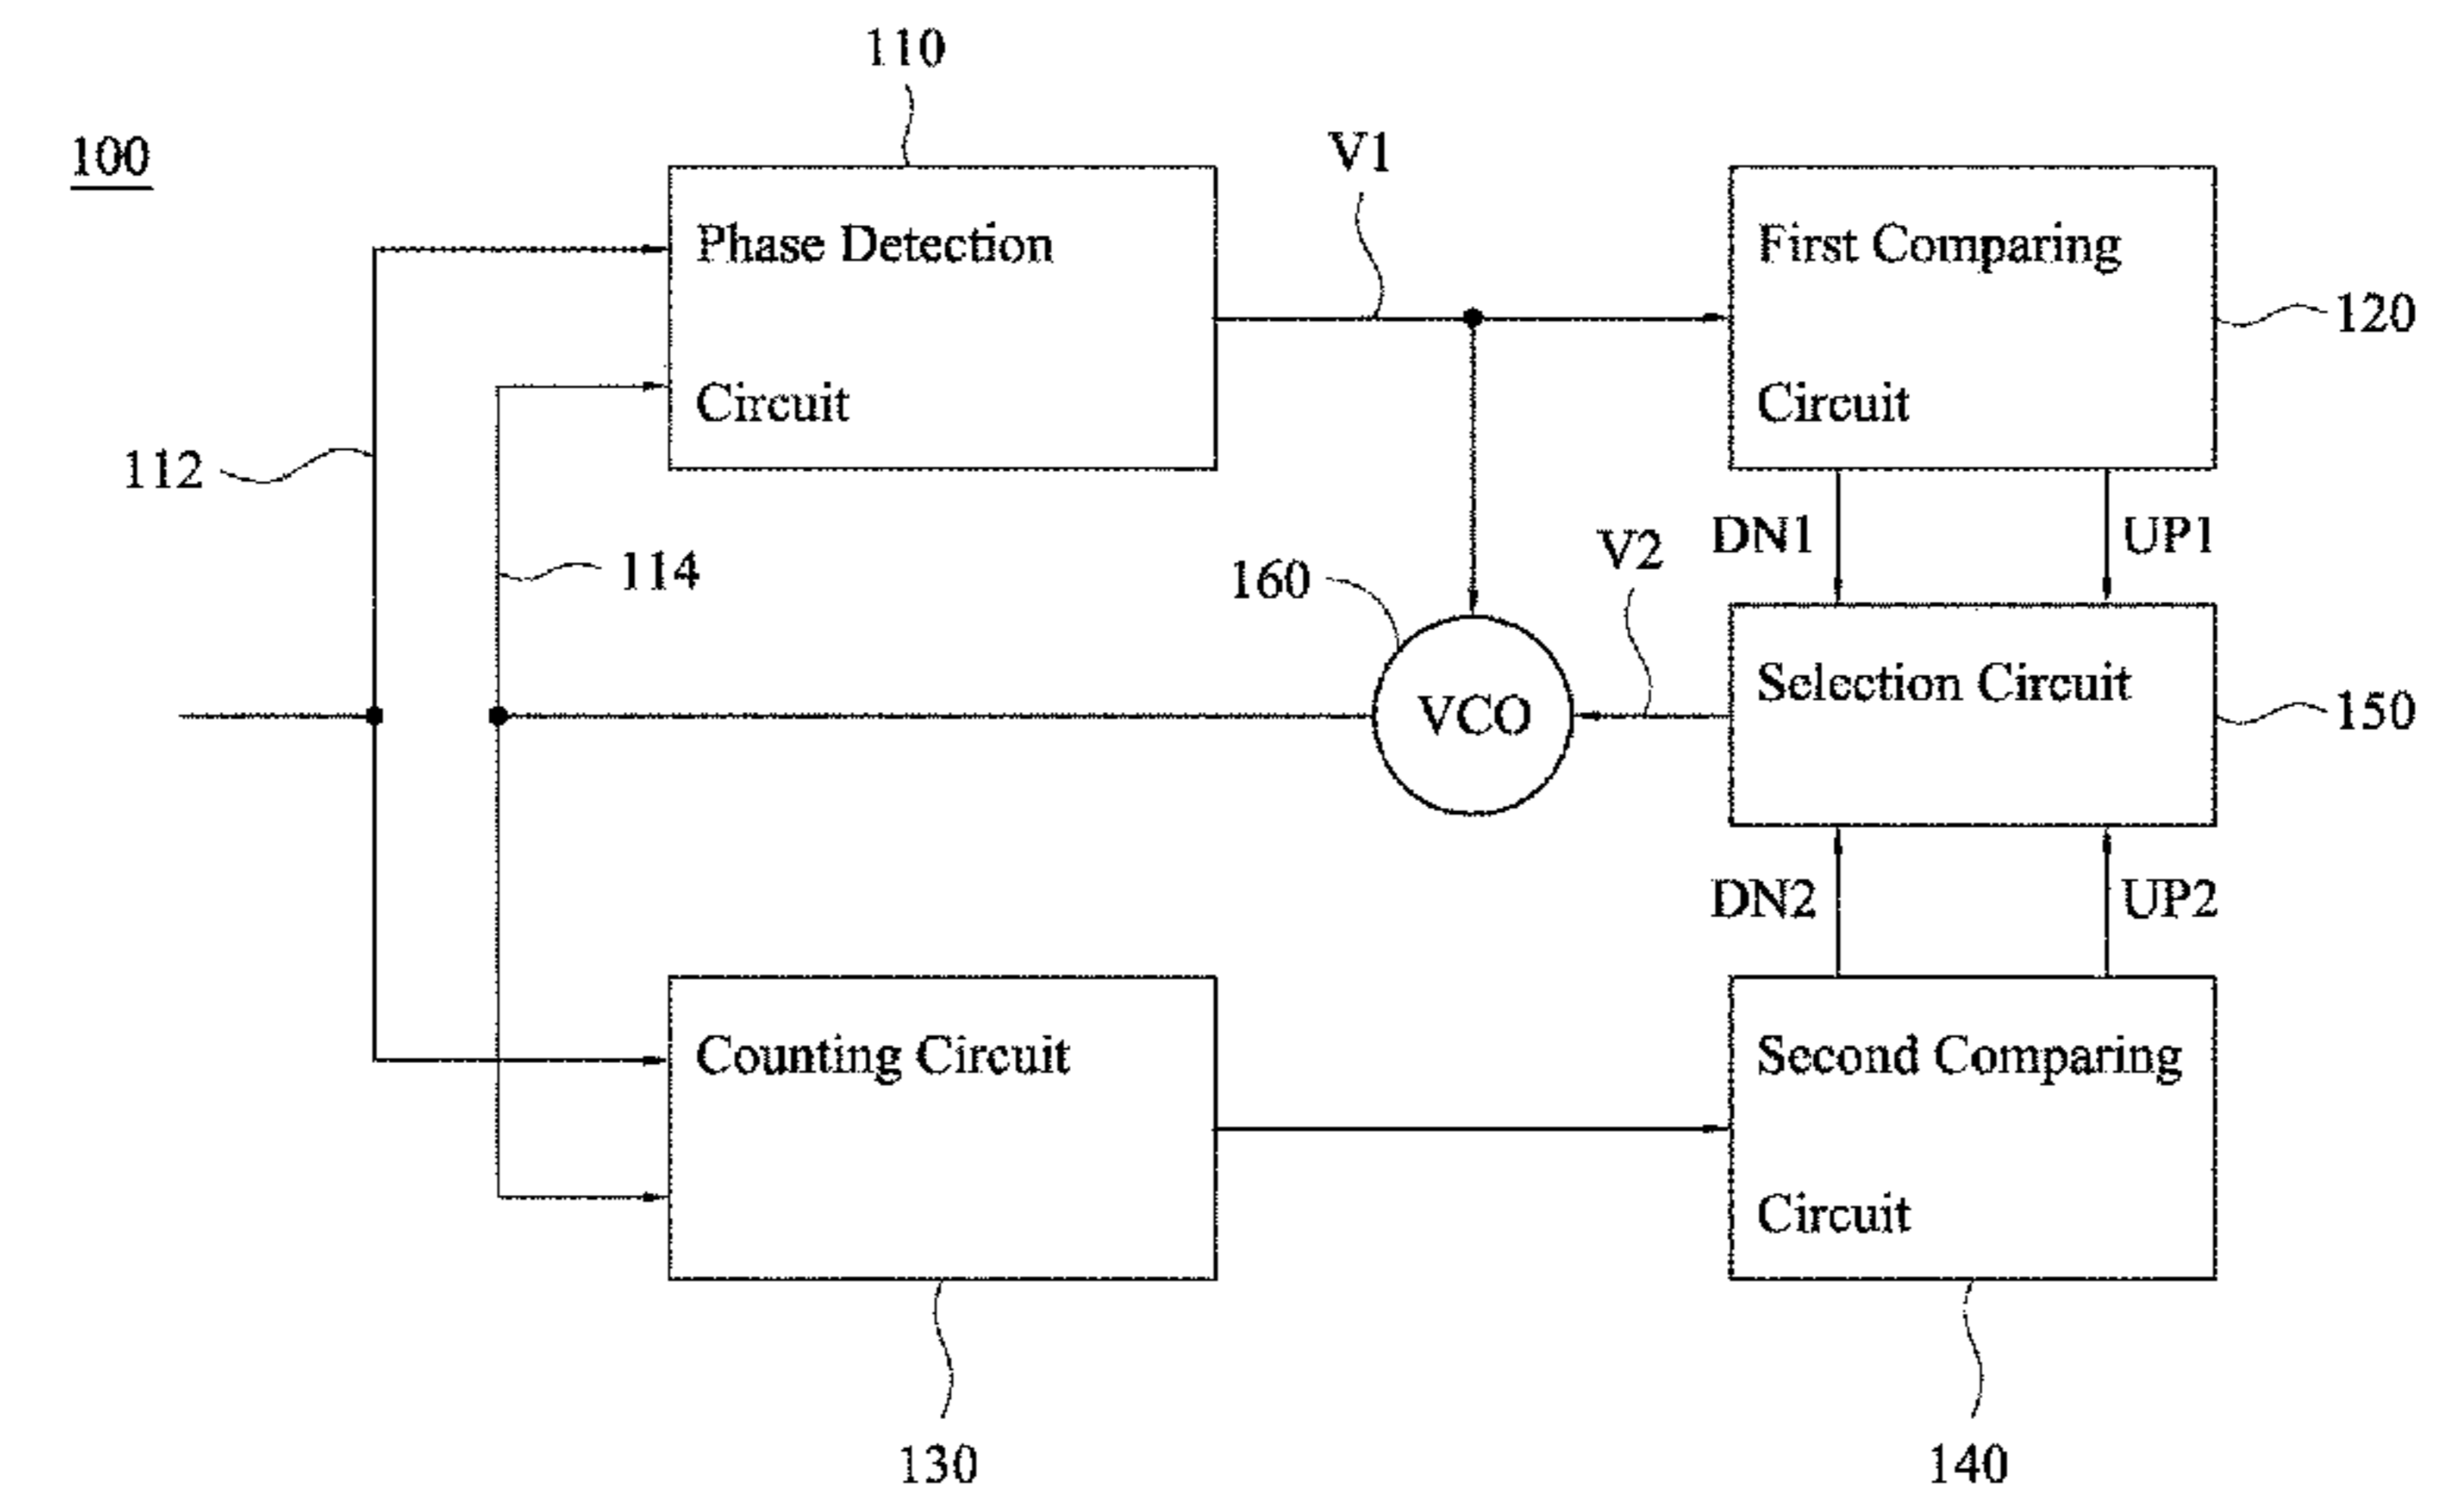 110
100
V1
Phase Detection
Circuit
First Comparing
Circuit
120
112
114
DN1
UP1
V2
160
VCO
Selection Circuit
150
DN2
UP2
Counting Circuit
Second Comparing
Circuit
130
140